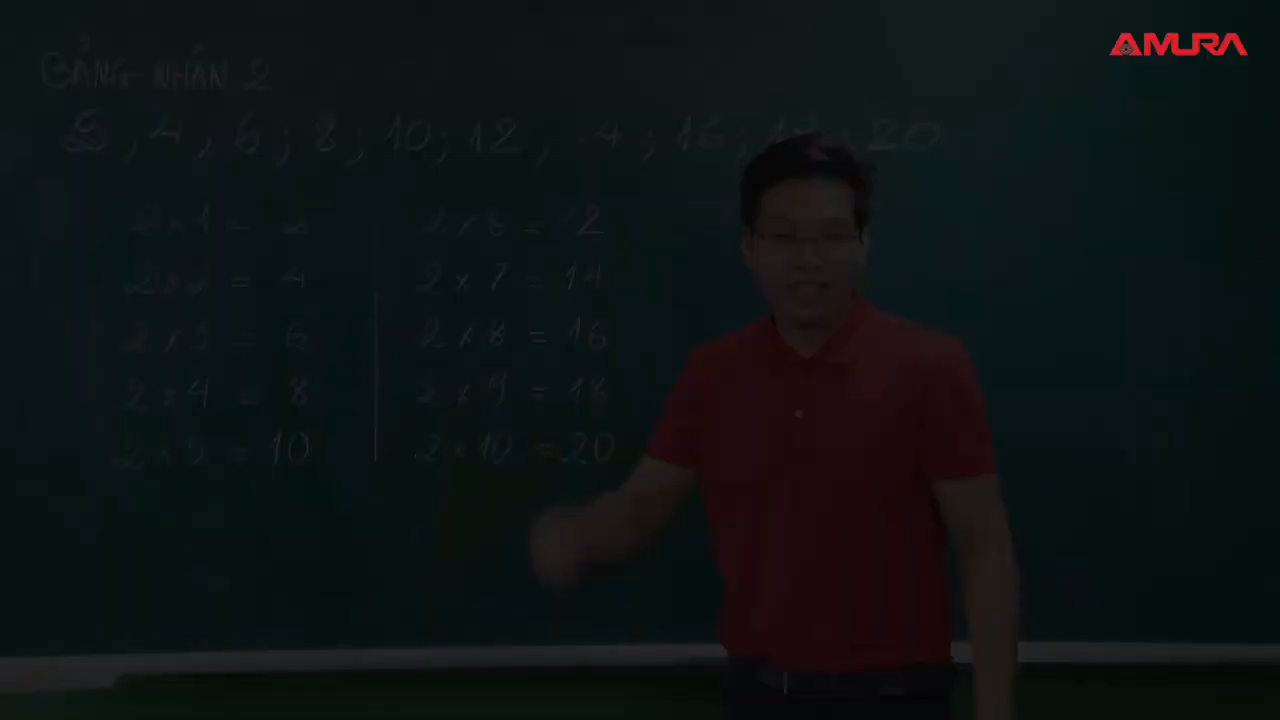 AMURA
BẢNG NHÂN 2
2, 4, 6; 8; 10; 12, 14; 16; 18; 20
2 x 1 = 2
2 x 2 = 4
2 x 3 = 6
2 x 4 = 8
2 x 5 = 10
2 x 6 = 12
2 x 7 = 14
2 x 8 = 16
2 x 9 = 18
2 x 10 = 20